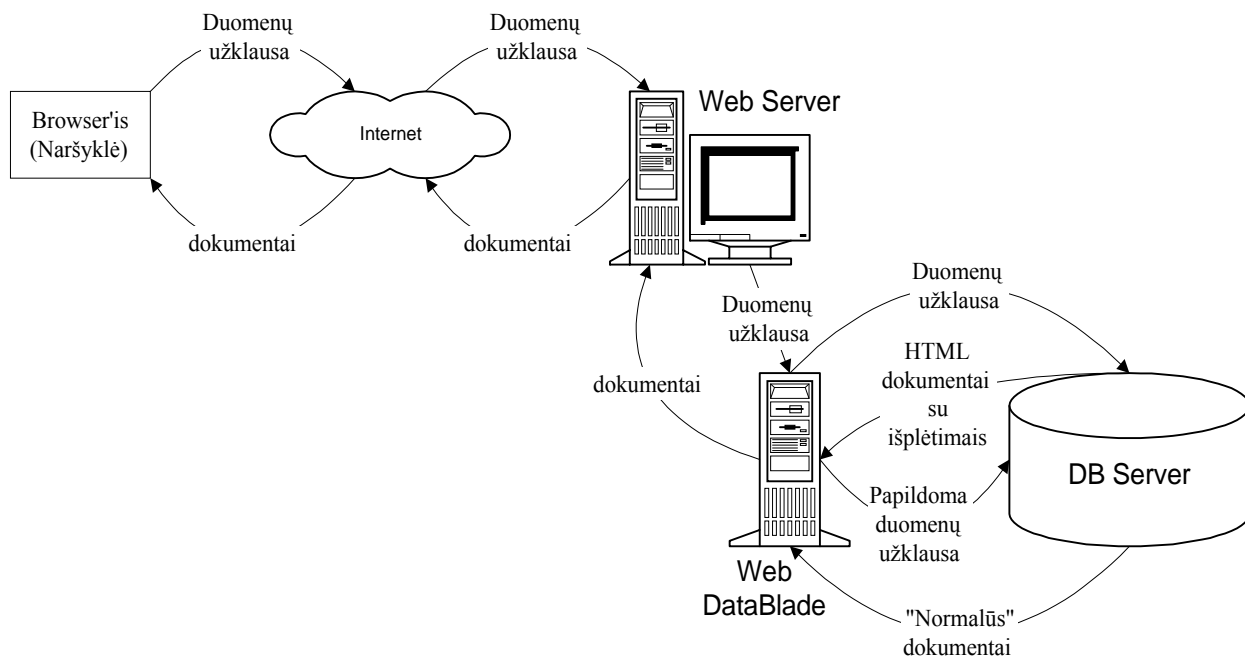 Duomenų
užklausa
Duomenų
užklausa
Browser'is
(Naršyklė)
Internet
Web Server
dokumentai
dokumentai
Duomenų
užklausa
Duomenų
užklausa
HTML
dokumentai
su
išplėtimais
dokumentai
DB Server
Papildoma
duomenų
užklausa
Web
DataBlade
"Normalūs"
dokumentai